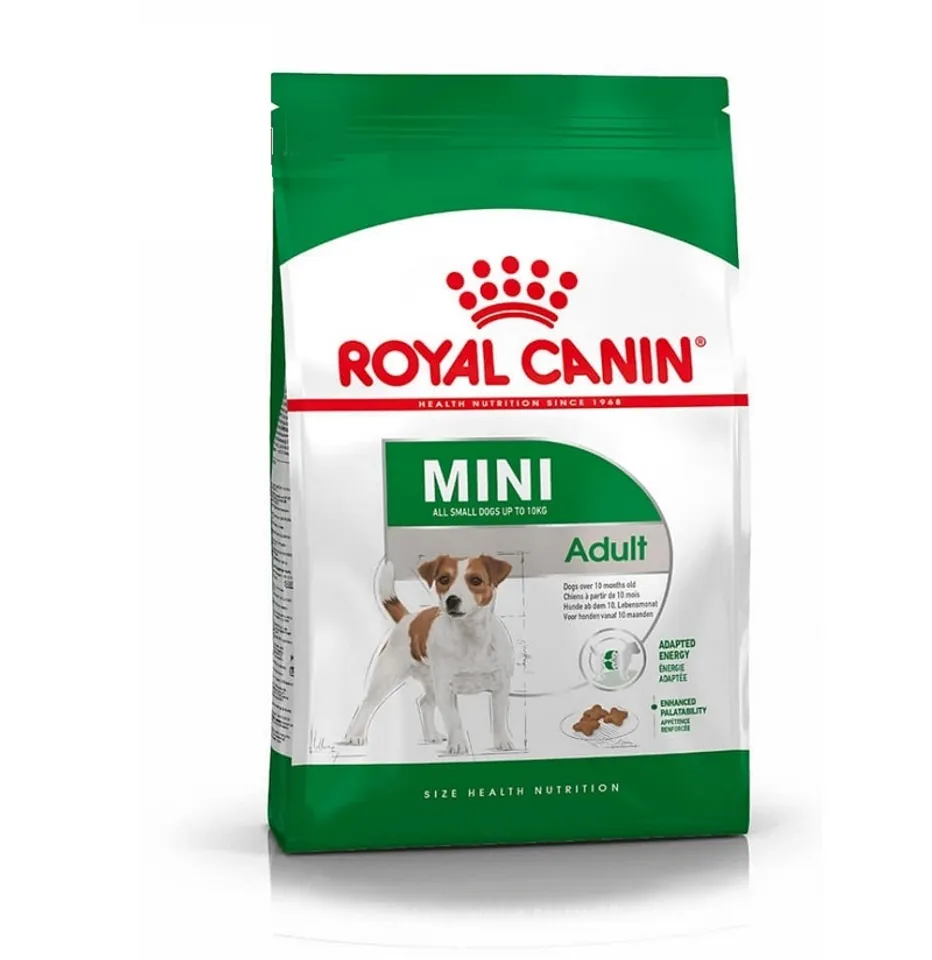 ROYAL CANIN®
HEALTH NUTRITION SINCE 1968
MINI
ALL SMALL DOGS UP TO 10KG
Adult
Dogs over 10 months old
Chiens à partir de 10 mois
Hunde ab dem 10. Lebensmonat
Voor honden vanaf 10 maanden
ADAPTED
ENERGY
ÉNERGIE
ADAPTÉE
ENHANCED
PALATABILITY
APPÉTENCE
RENFORCÉE
SIZE HEALTH NUTRITION